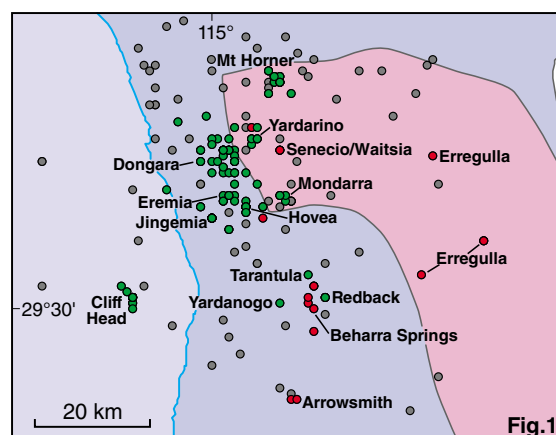 115°
Mt Horner
Yardarino
Senecio/Waitsia
Erregulla
Dongara
Mondarra
Eremia
Jingemia
Hovea
Erregulla
Tarantula
29°30'
Cliff
Head
Yardanogo
Redback
Beharra Springs
Arrowsmith
20 km
Fig.1